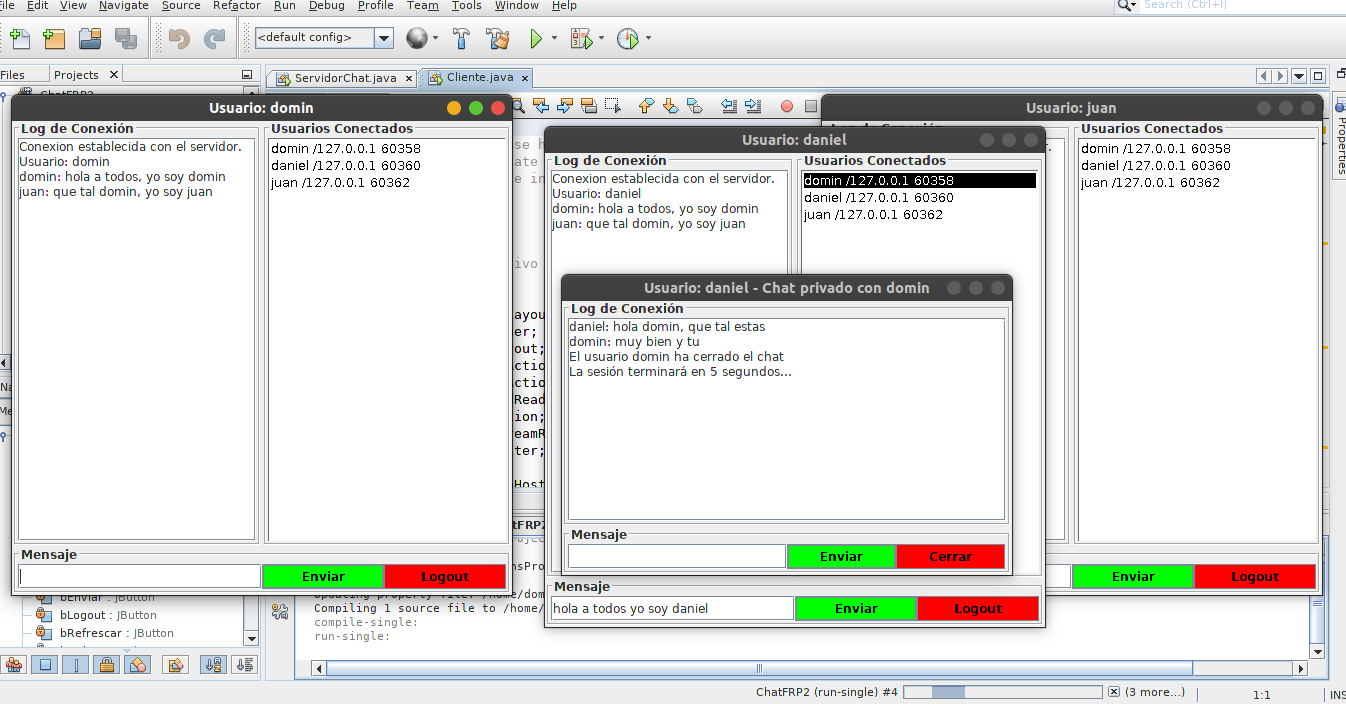 File Edit View Navigate Source Refactor Run Debug Profile Team Tools Window Help
Search (Ctrl+I)
<default config>
Files
Projects
ServidorChat.java
Cliente.java
ChatFRP2
Usuario: domin
Log de Conexión
Conexion establecida con el servidor.
Usuario: domin
domin: hola a todos, yo soy domin
juan: que tal domin, yo soy juan
Usuarios Conectados
domin /127.0.0.1 60358
daniel /127.0.0.1 60360
juan /127.0.0.1 60362
Mensaje
Enviar
Logout
Usuario: daniel
Log de Conexión
Conexion establecida con el servidor.
Usuario: daniel
domin: hola a todos, yo soy domin
juan: que tal domin, yo soy juan
Usuarios Conectados
domin /127.0.0.1 60358
daniel /127.0.0.1 60360
juan /127.0.0.1 60362
Usuario: daniel - Chat privado con domin
Log de Conexión
daniel: hola domin, que tal estas
domin: muy bien y tu
El usuario domin ha cerrado el chat
La sesión terminará en 5 segundos...
Mensaje
Enviar
Cerrar
Mensaje
hola a todos yo soy daniel
Enviar
Logout
Usuario: juan
Usuarios Conectados
domin /127.0.0.1 60358
daniel /127.0.0.1 60360
juan /127.0.0.1 60362
Enviar
Logout
Properties
bEnviar : JButton
bLogout : JButton
bRefrescar : JButton
Compiling 1 source file to /home/
compile-single:
run-single:
ChatFRP2 (run-single) #4
(3 more...)
1:1
INS